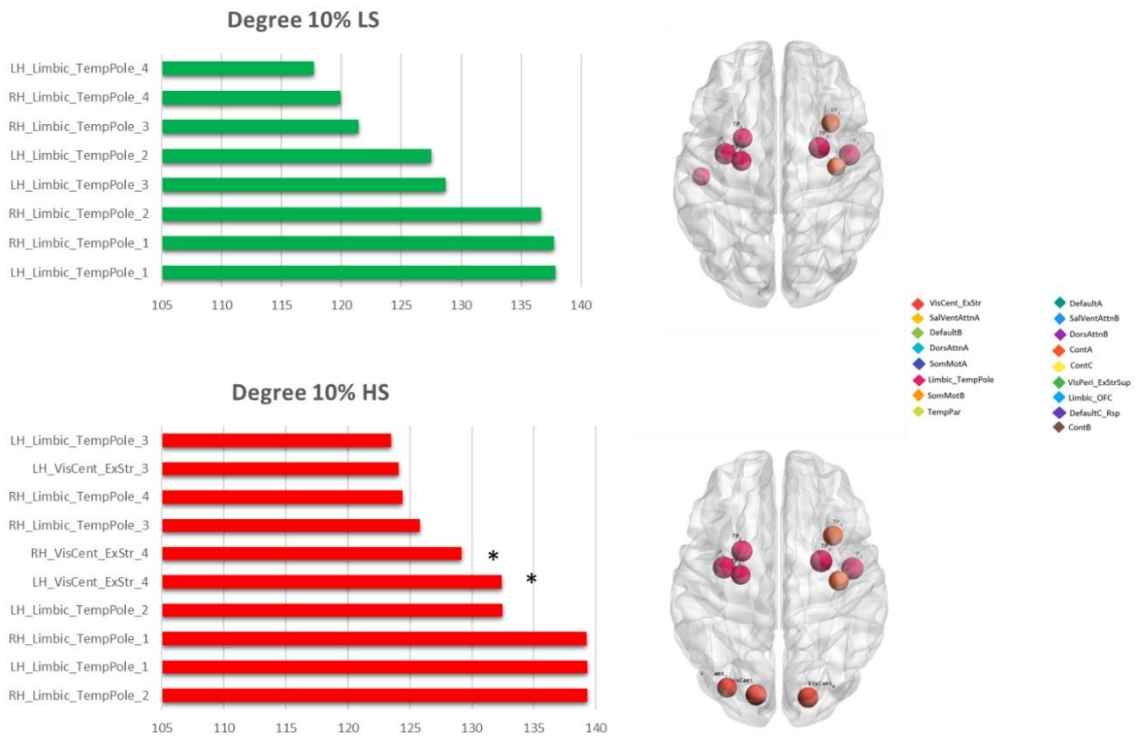 Degree 10% LS
LH_Limbic_TempPole_4
RH_Limbic_TempPole_4
RH_Limbic_TempPole_3
LH_Limbic_TempPole_2
LH_Limbic_TempPole_3
RH_Limbic_TempPole_2
RH_Limbic_TempPole_1
LH_Limbic_TempPole_1
105 110 115 120 125 130 135 140
VisCent_ExStr
SalVentAttnA
DefaultB
DorsAttnA
SomMotA
Limbic_TempPole
SomMotB
TempPar
DefaultA
SalVentAttnB
DorsAttnB
ContA
ContC
VisPeri_ExStrSup
Limbic_OFC
DefaultC_Rsp
ContB
Degree 10% HS
LH_Limbic_TempPole_3
LH_VisCent_ExStr_3
RH_Limbic_TempPole_4
RH_Limbic_TempPole_3
RH_VisCent_ExStr_4 *
LH_VisCent_ExStr_4 *
LH_Limbic_TempPole_2
RH_Limbic_TempPole_1
LH_Limbic_TempPole_1
RH_Limbic_TempPole_2
105 110 115 120 125 130 135 140